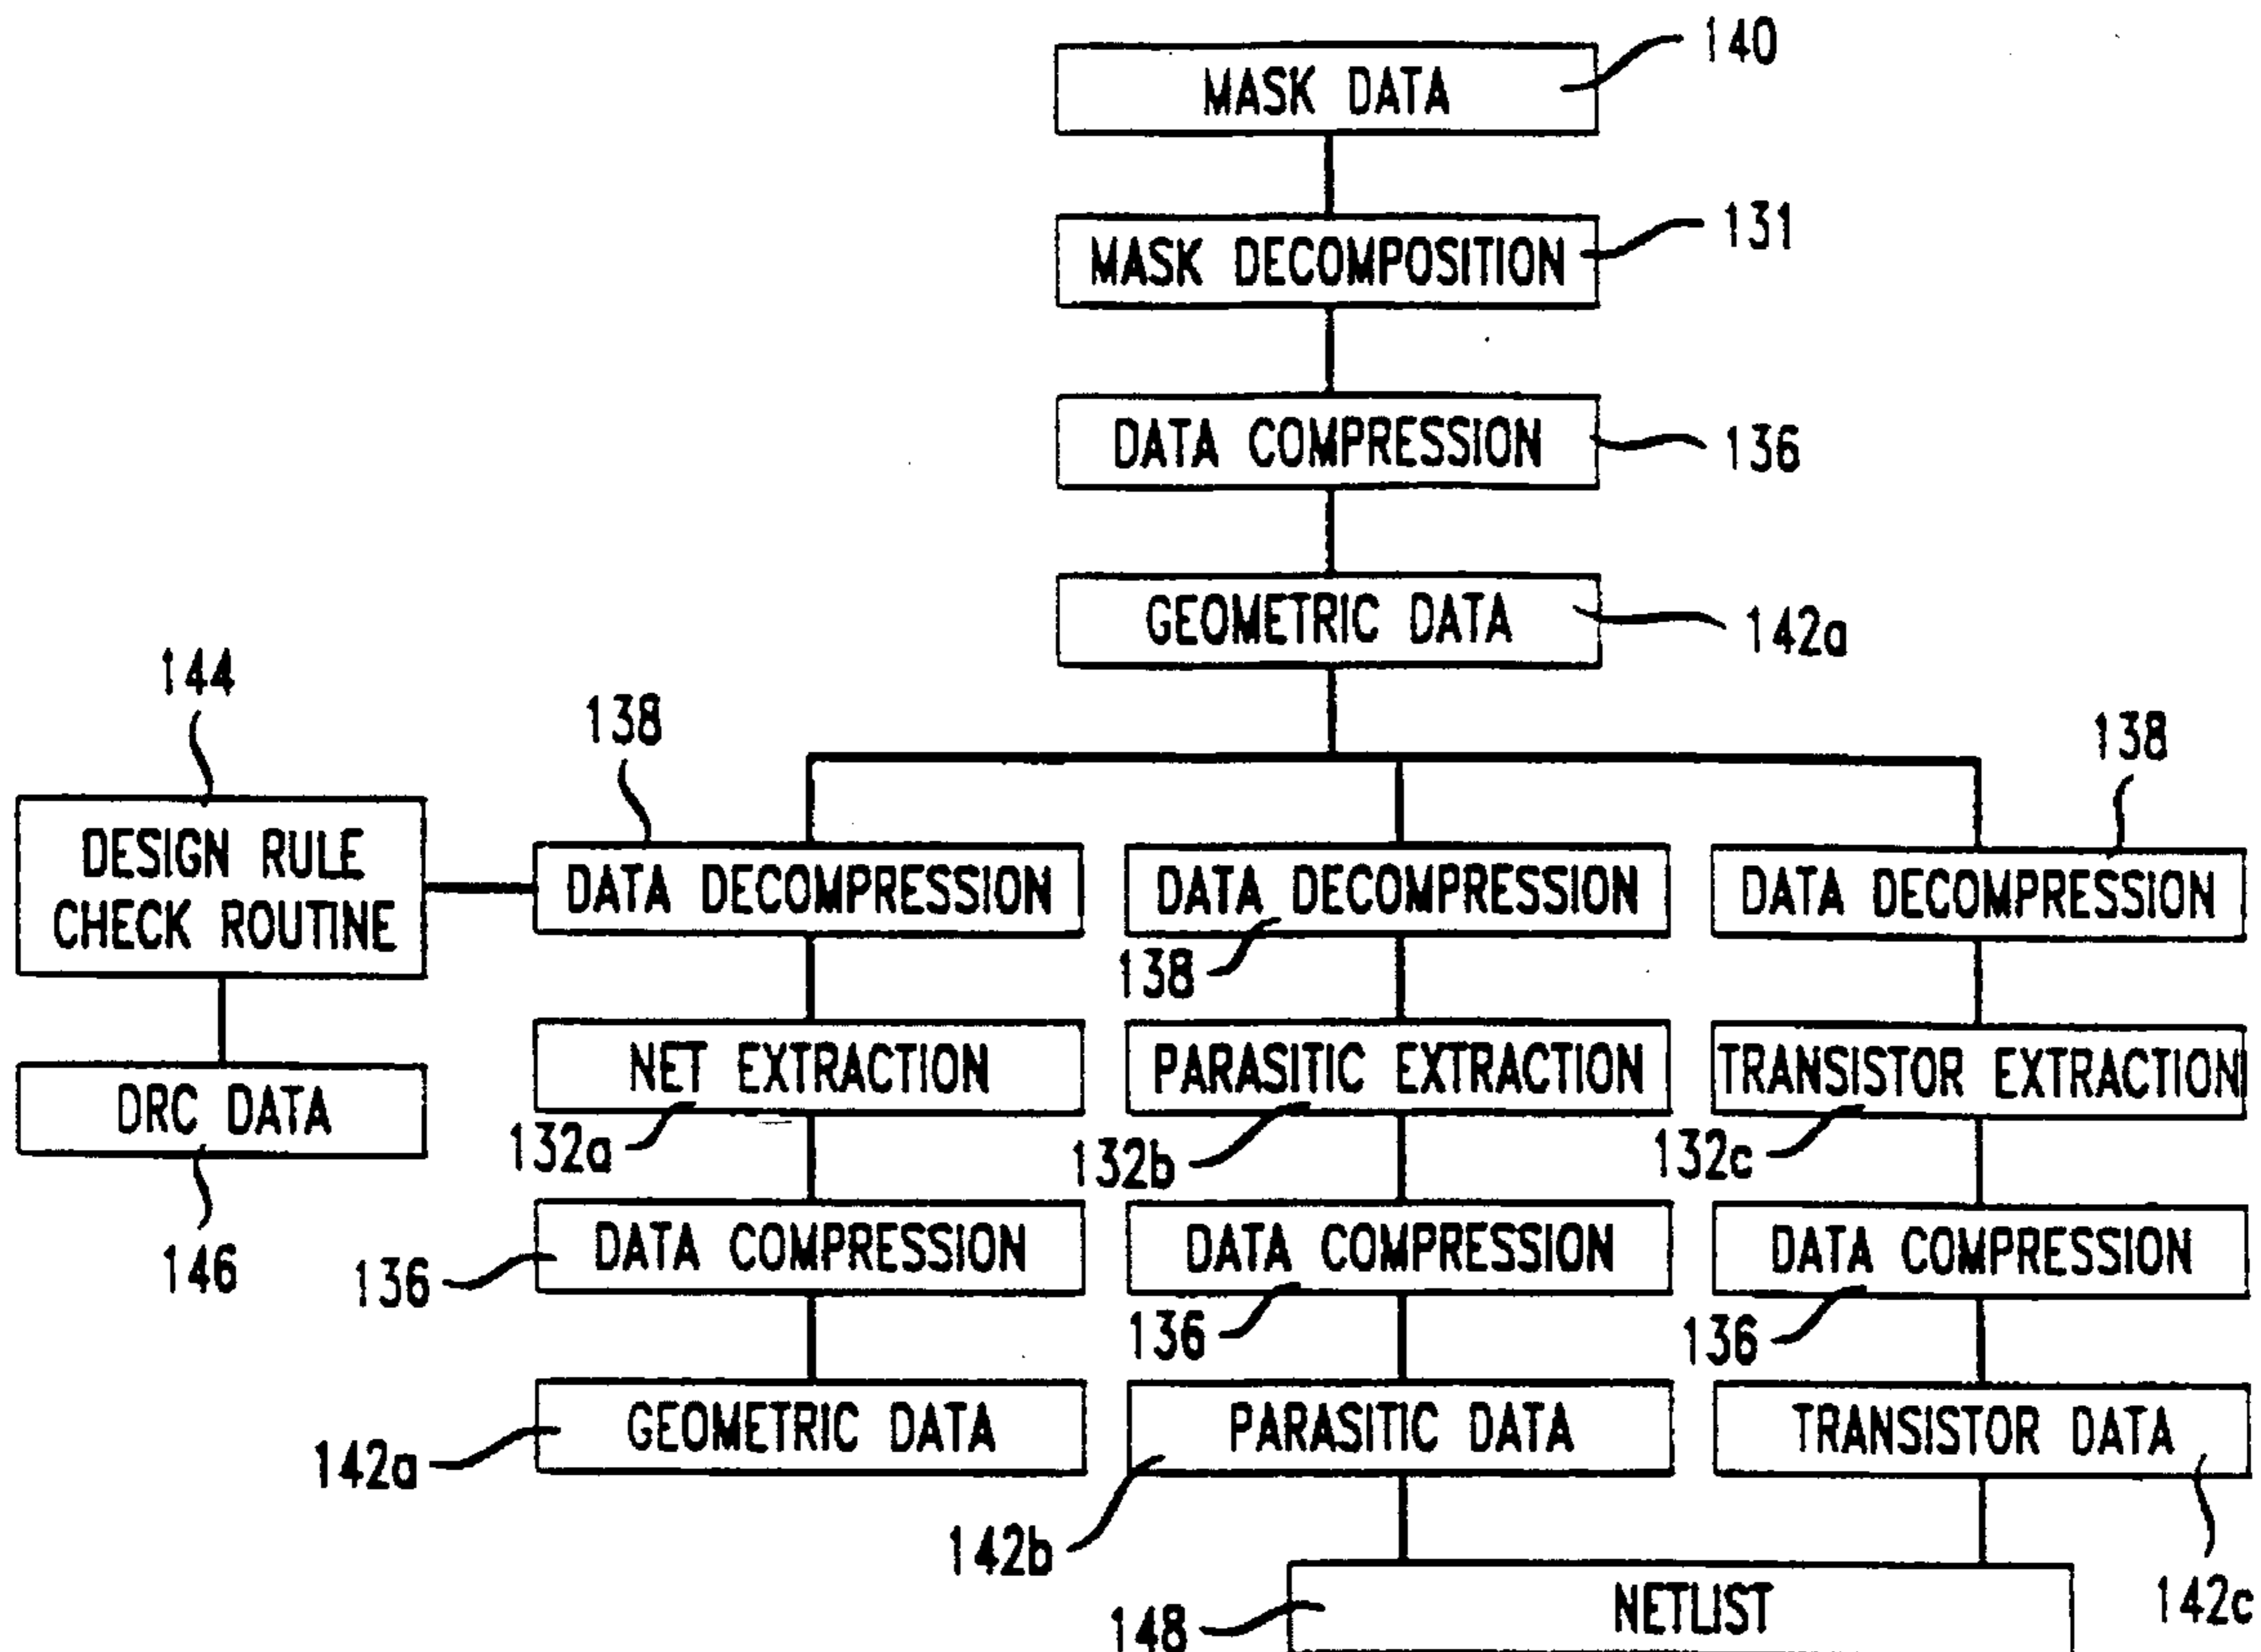 140
MASK DATA
131
MASK DECOMPOSITION
DATA COMPRESSION
136
GEOMETRIC DATA
142a
144
138
138
DESIGN RULE
CHECK ROUTINE
DATA DECOMPRESSION
DATA DECOMPRESSION
DATA DECOMPRESSION
138
NET EXTRACTION
PARASITIC EXTRACTION
TRANSISTOR EXTRACTION
DRC DATA
132a
132b
132c
146
DATA COMPRESSION
DATA COMPRESSION
DATA COMPRESSION
136
136
136
GEOMETRIC DATA
PARASITIC DATA
TRANSISTOR DATA
142a
142b
142c
NETLIST
148